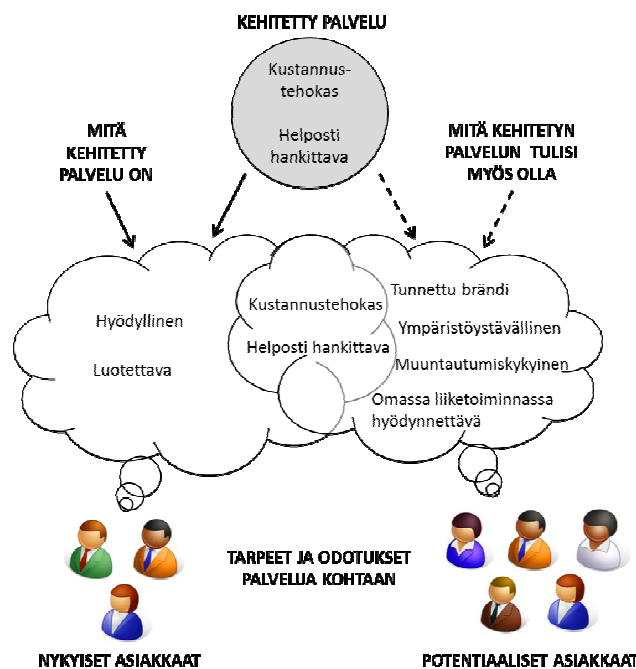 KEHITETTY PALVELU
Kustannus-
tehokas
Helposti
hankittava
MITÄ
KEHITETTY
PALVELU ON
MITÄ KEHITETYN
PALVELUN TULISI
MYÖS OLLA
Hyödyllinen
Luotettava
Kustannustehokas
Helposti hankittava
Tunnettu brändi
Ympäristöystävällinen
Muuntautumiskykyinen
Omassa liiketoiminnassa
hyödynnettävä
TARPEET JA ODOTUKSET
PALVELUA KOHTAAN
NYKYISET ASIAKKAAT
POTENTIAALISET ASIAKKAAT